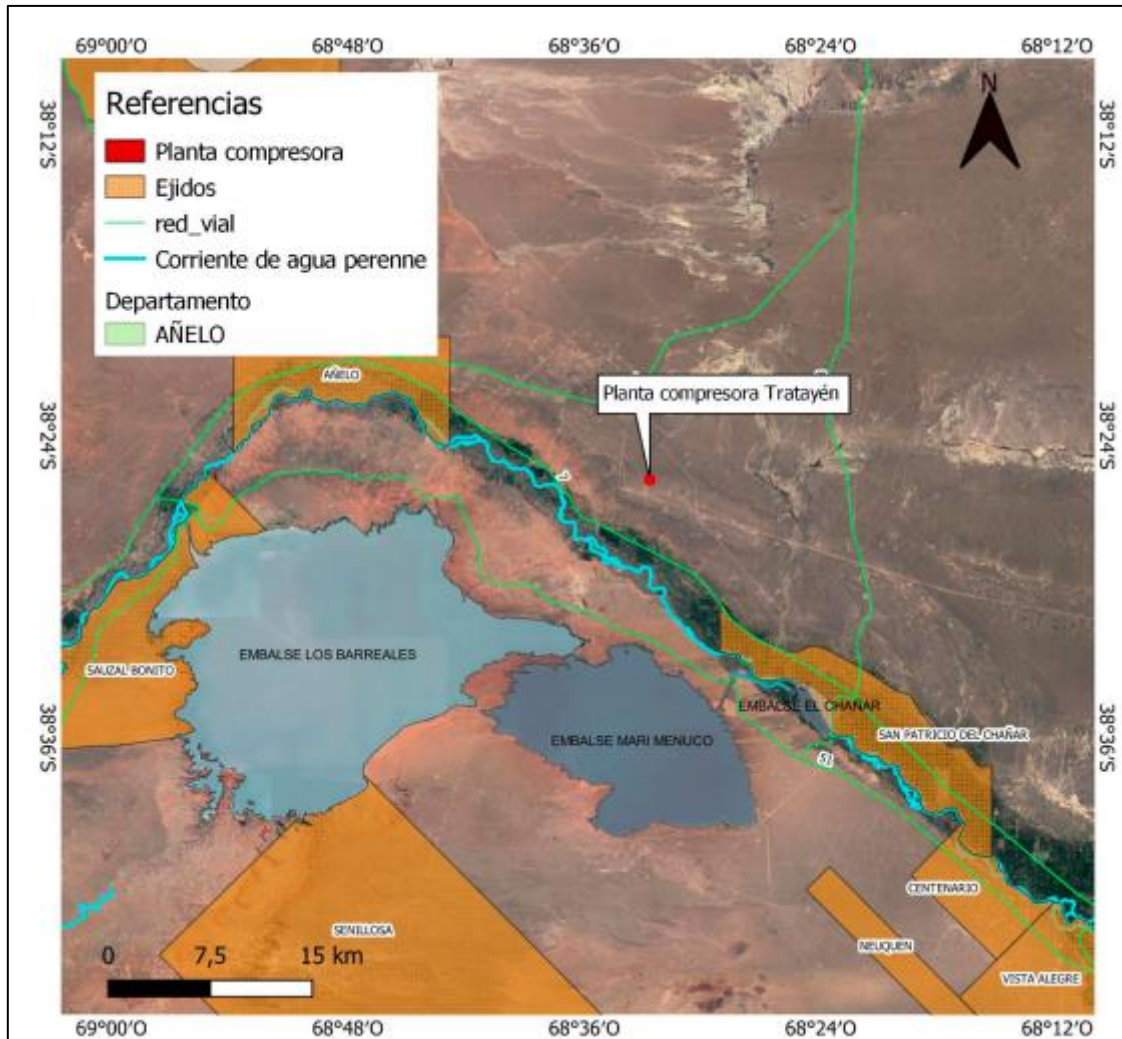 69°00'O 68°48'O 68°36'O 68°24'O 68°12'O
N
38°12'S 38°12'S
Referencias
Planta compresora
Ejidos
red_vial
Corriente de agua perenne
Departamento
AÑELO
AÑELO
Planta compresora Tratayén
38°24'S 38°24'S
7
EMBALSE LOS BARREALES
SAUZAL BONITO
EMBALSE EL CHAÑAR
SAN PATRICIO DEL CHAÑAR
EMBALSE MARI MENUCO
38°36'S 38°36'S
51
CENTENARIO
SENILLOSA
NEUQUEN
VISTA ALEGRE
0 7,5 15 km
69°00'O 68°48'O 68°36'O 68°24'O 68°12'O